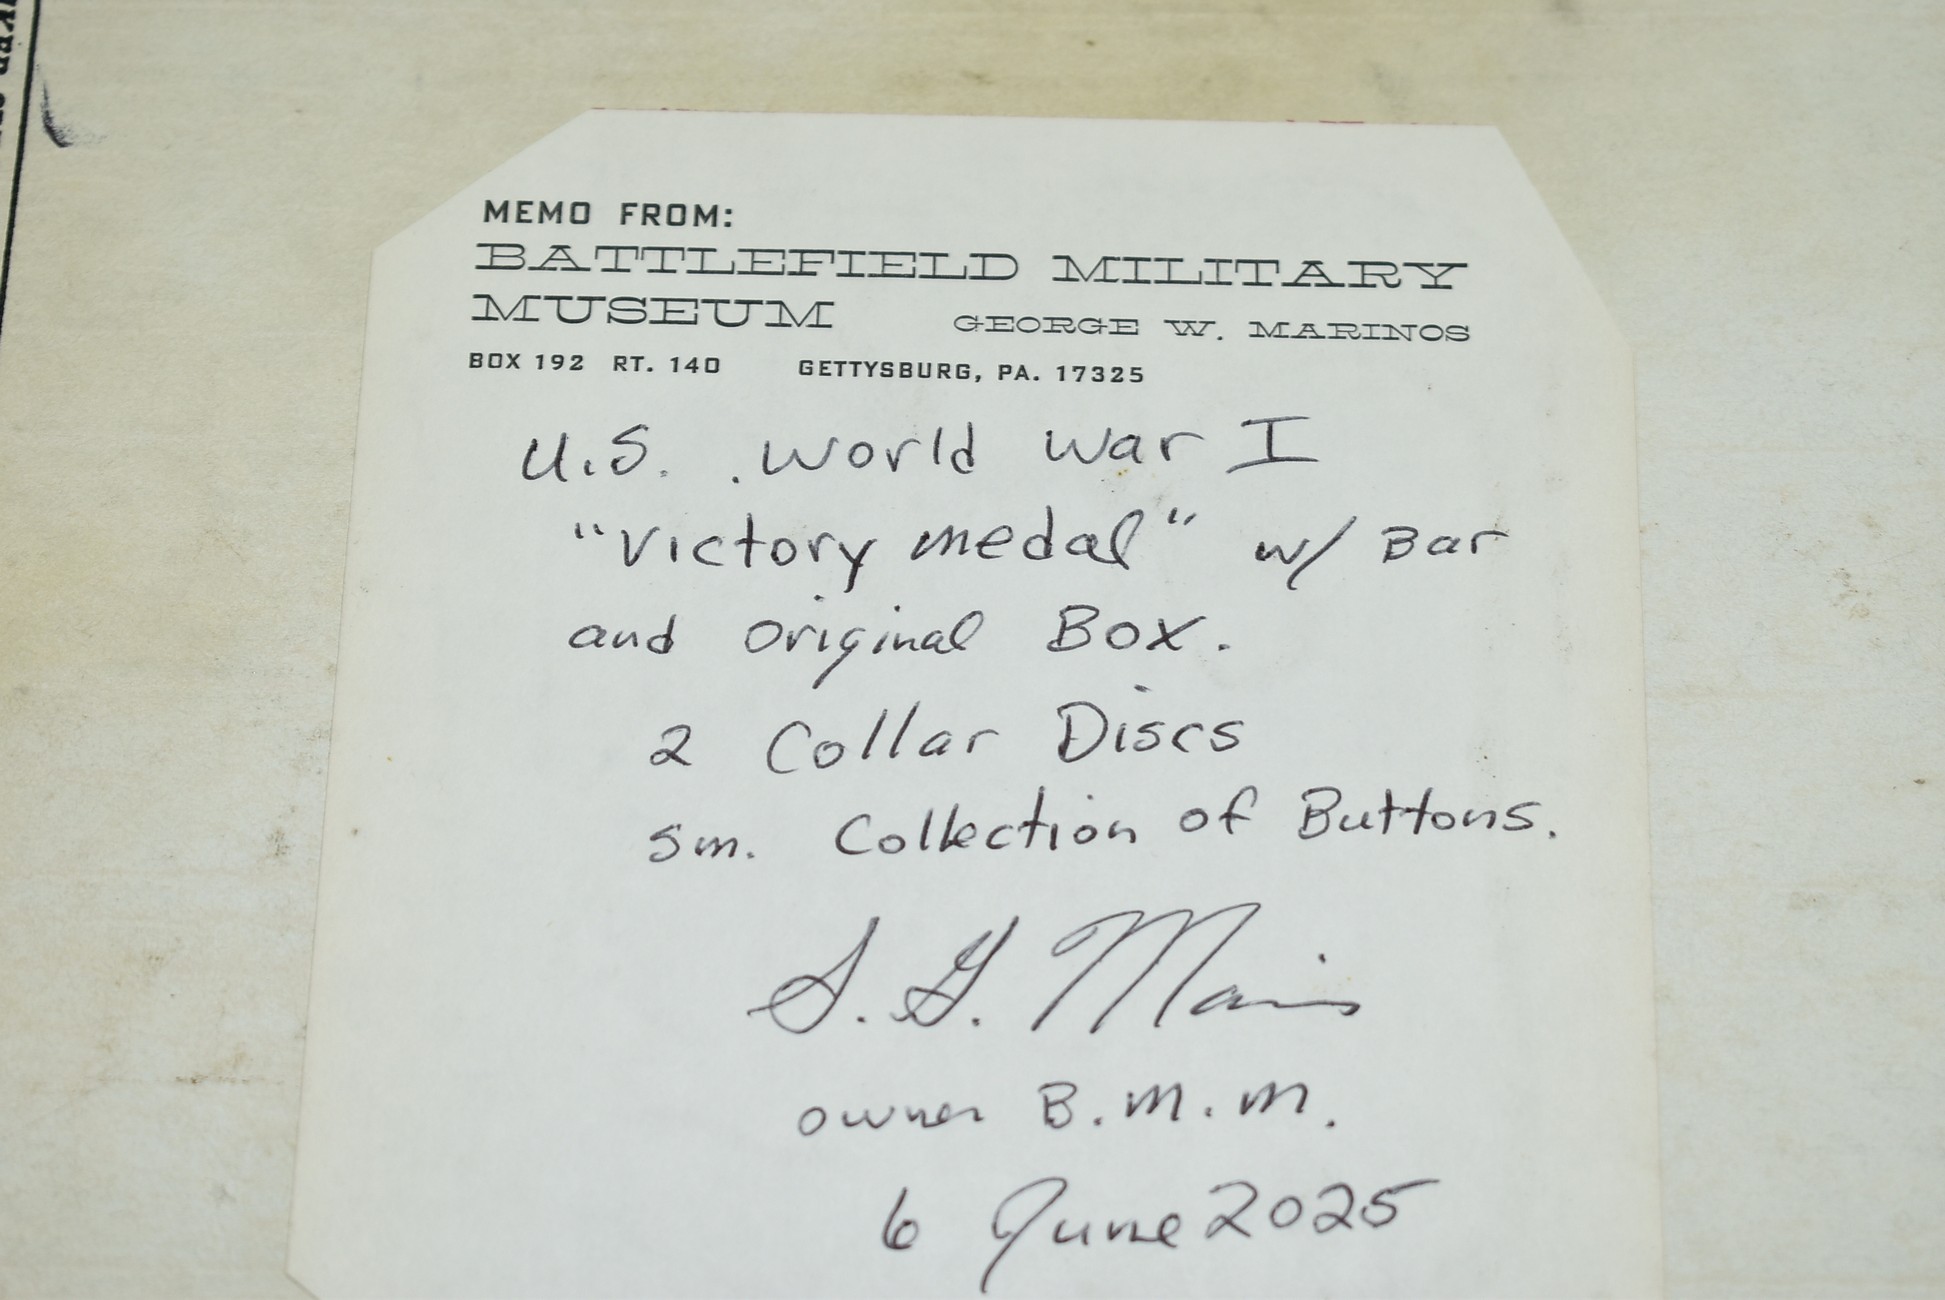 MEMO FROM:
BATTLEFIELD MILITARY
MUSEUM GEORGE W. MARINOS
BOX 192 RT. 140 GETTYSBURG, PA. 17325
U.S. World War I
"Victory medal" w/ Bar
and Original Box.
2 Collar Discs
sm. Collection of Buttons.
S. G. 
owner B.M.M.
6 June 2025